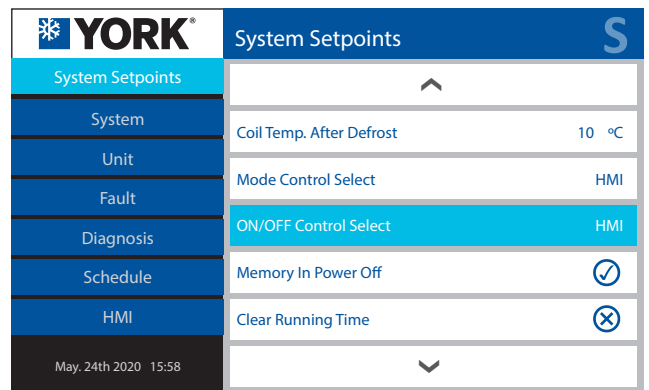 YORK®
System Setpoints
S
System Setpoints
System
Unit
Fault
Diagnosis
Schedule
HMI
May. 24th 2020 15:58
Coil Temp. After Defrost 10 ºC
Mode Control Select HMI
ON/OFF Control Select HMI
Memory In Power Off
Clear Running Time